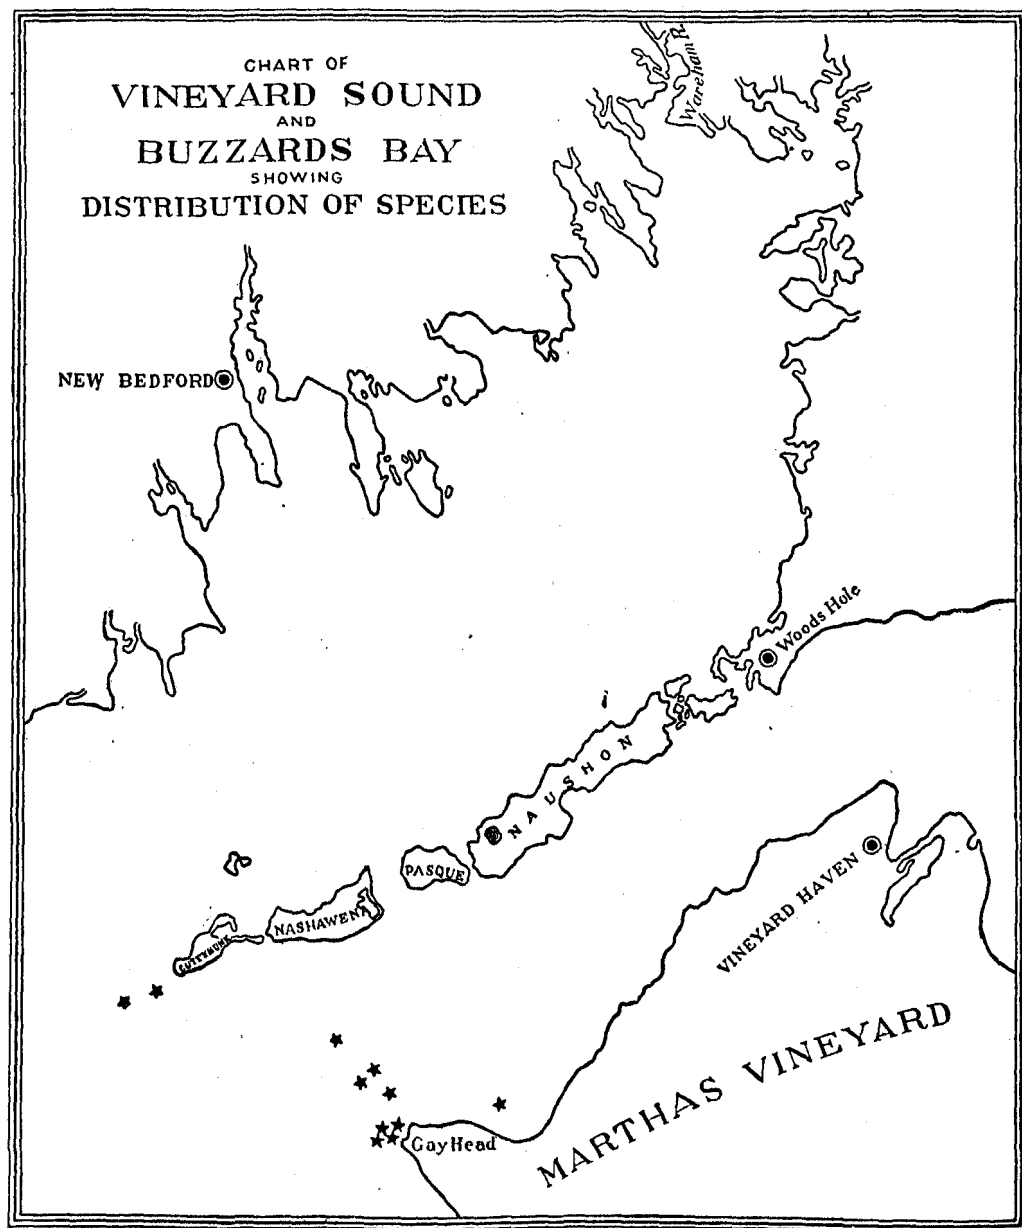 CHART OF
VINEYARD SOUND
AND
BUZZARDS BAY
SHOWING
DISTRIBUTION OF SPECIES
Wareham R.
NEW BEDFORD
Woods Hole
NAUSHON
PASQUE
NASHAWENA
CUTTYHUNK
VINEYARD HAVEN
MARTHAS VINEYARD
Gay Head